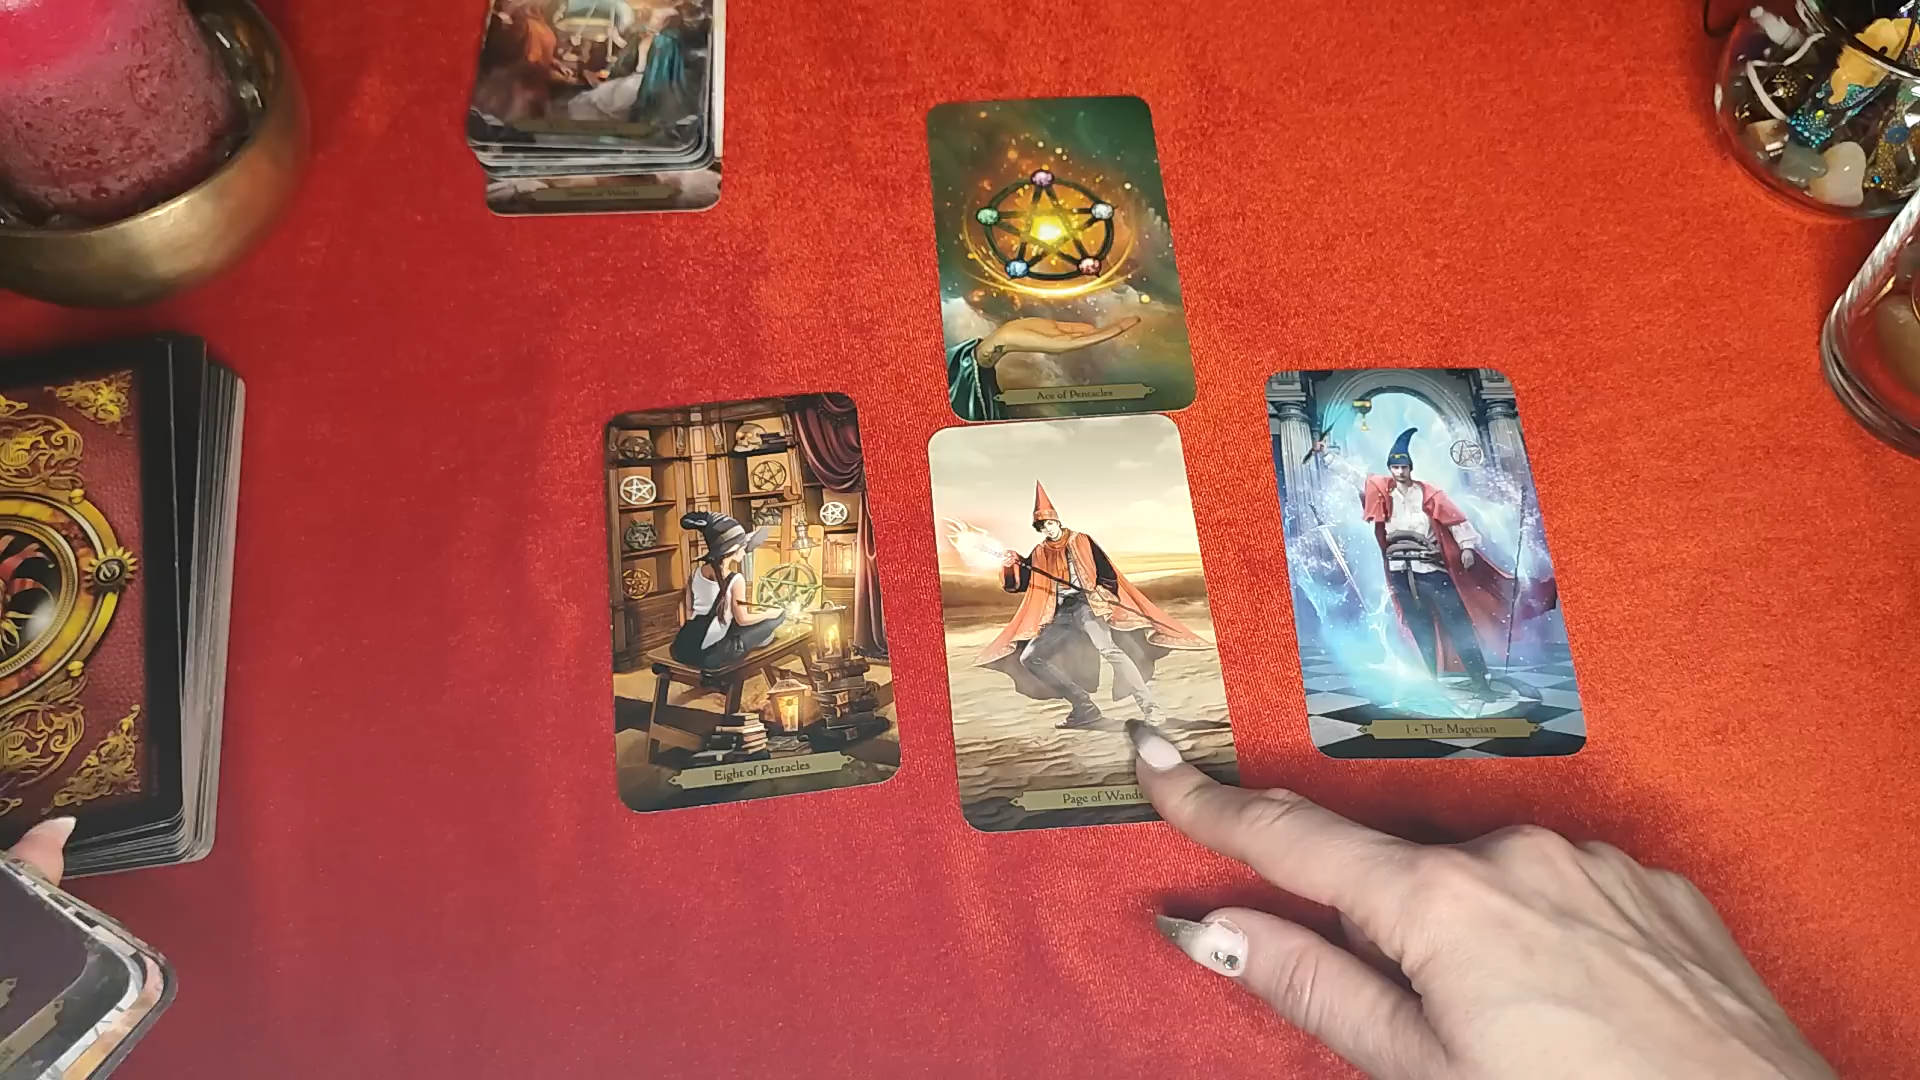 Ace of Pentacles
Eight of Pentacles
Page of Wands
I • The Magician